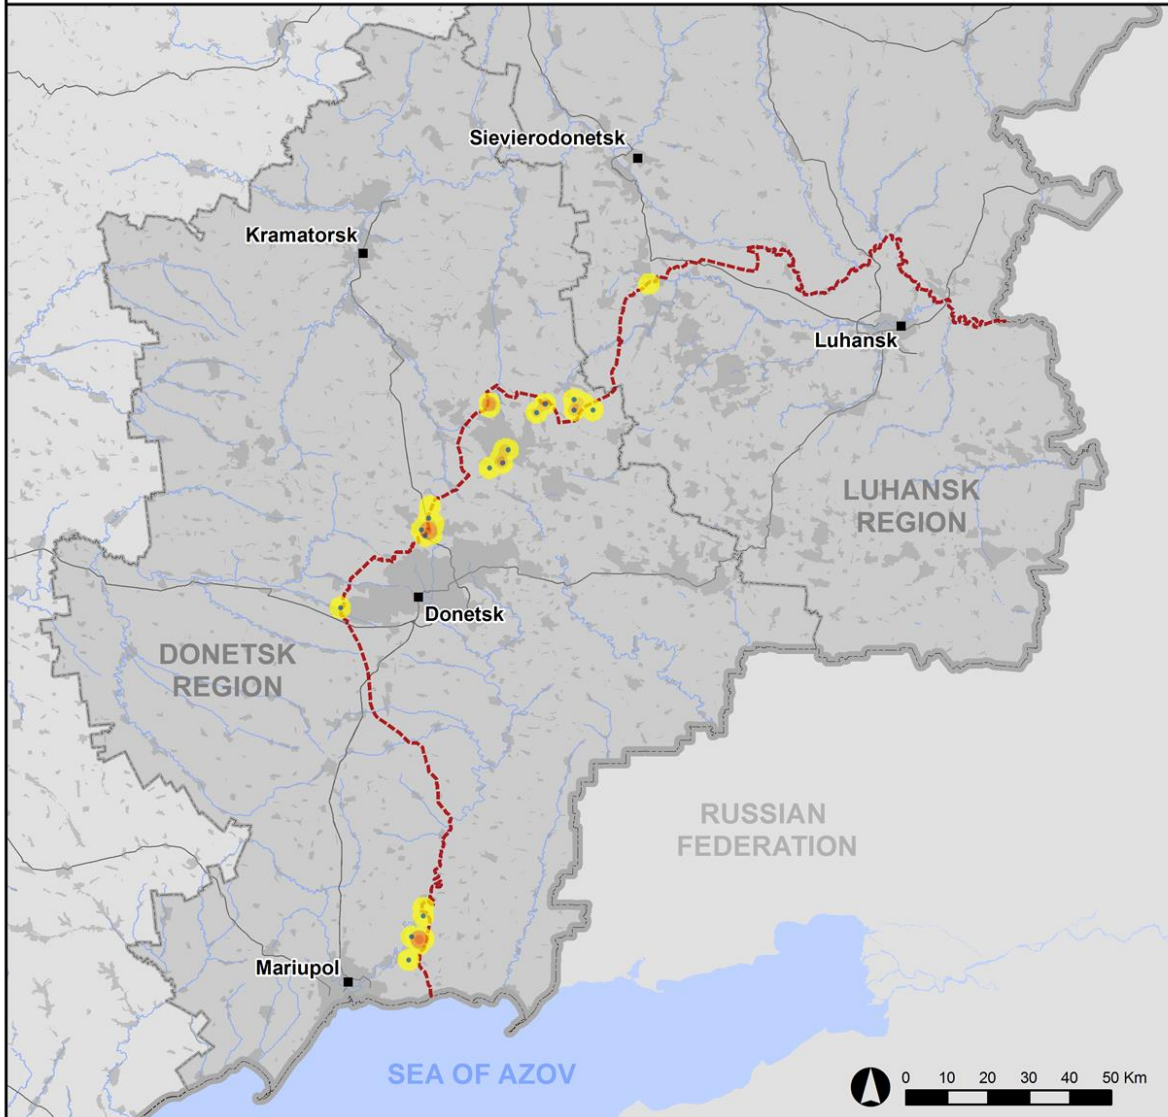 Sievierodonetsk
Kramatorsk
Luhansk
LUHANSK
REGION
Donetsk
DONETSK
REGION
RUSSIAN
FEDERATION
Mariupol
SEA OF AZOV
0 10 20 30 40 50 Km